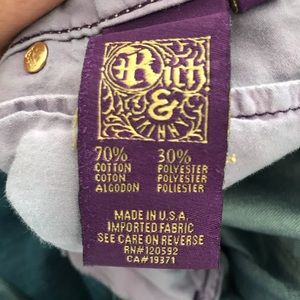 Rich
&
SKINNY
70% 30%
COTTON POLYESTER
COTON POLYESTER
ALGODON POLIESTER
MADE IN U.S.A.
IMPORTED FABRIC
SEE CARE ON REVERSE
RN#120592
CA#19371